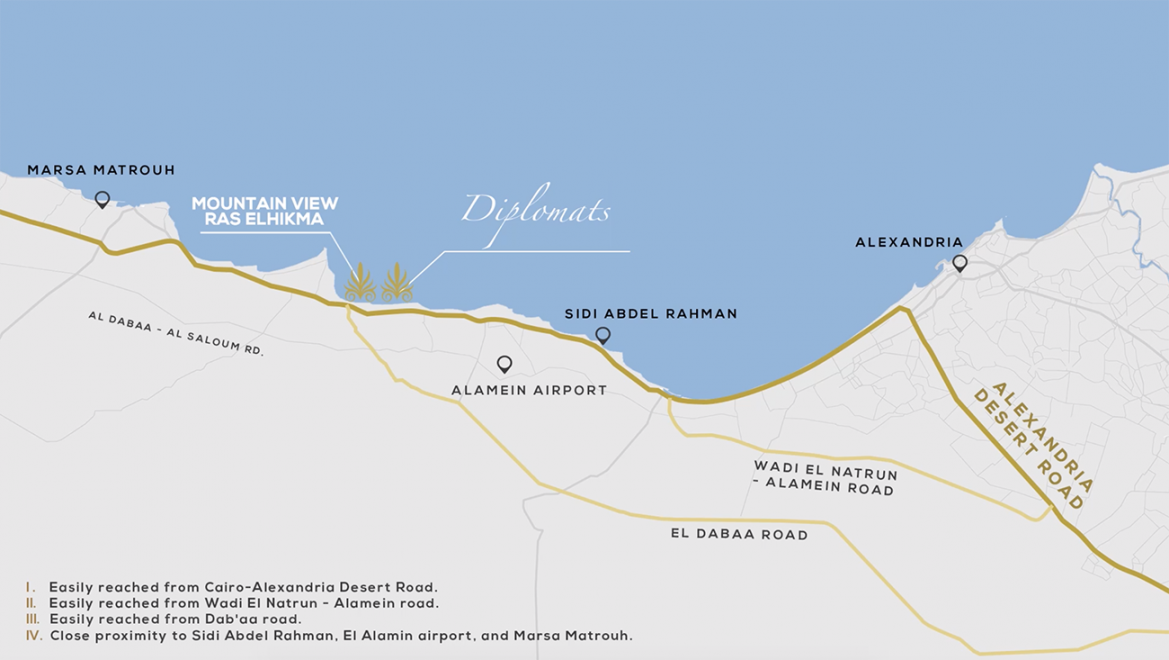 MARSA MATROUH
MOUNTAIN VIEW
RAS ELHIKMA
Diplomats
ALEXANDRIA
SIDI ABDEL RAHMAN
AL DABAA - AL SALOUM RD.
ALAMEIN AIRPORT
ALEXANDRIA
DESERT ROAD
WADI EL NATRUN
- ALAMEIN ROAD
EL DABAA ROAD
I. Easily reached from Cairo-Alexandria Desert Road.
II. Easily reached from Wadi El Natrun - Alamein road.
III. Easily reached from Dab'aa road.
IV. Close proximity to Sidi Abdel Rahman, El Alamin airport, and Marsa Matrouh.